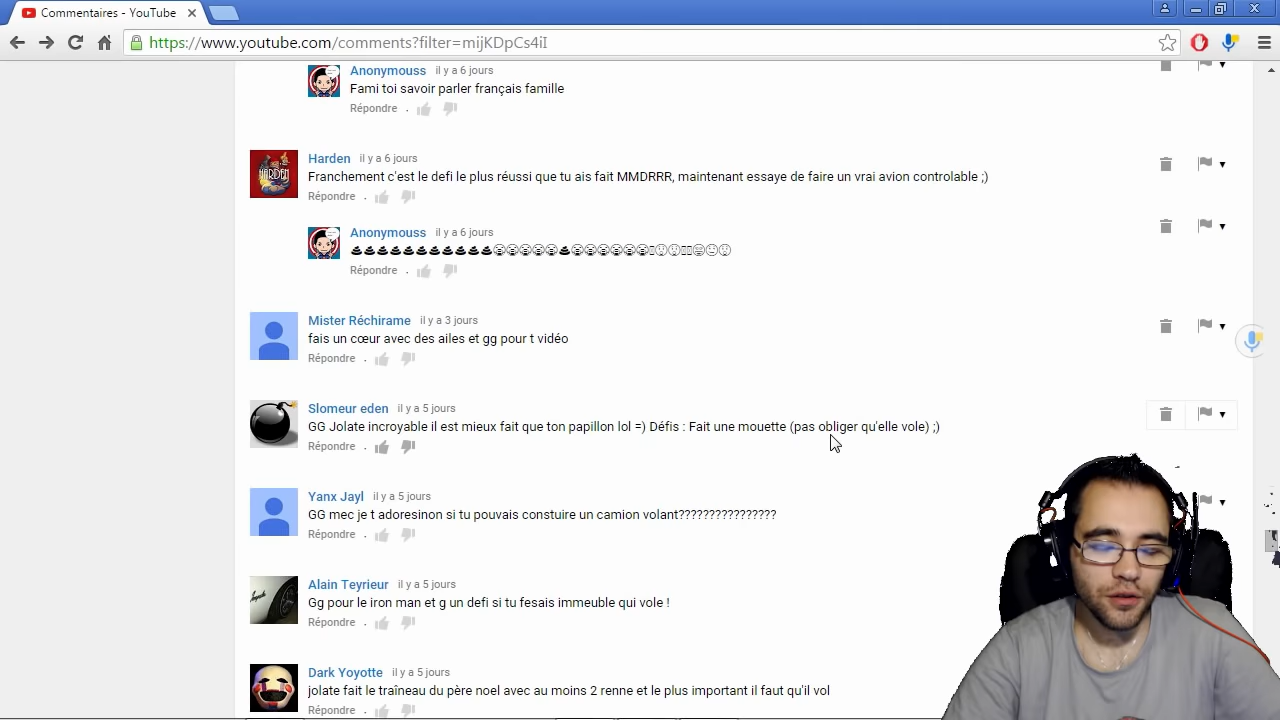 Commentaires - YouTube
https://www.youtube.com/comments?filter=mijKDpCs4iI
Anonymouss il y a 6 jours
Fami toi savoir parler français famille
Répondre .
Harden il y a 6 jours
HARDEN
Franchement c'est le defi le plus réussi que tu ais fait MMDRRR, maintenant essaye de faire un vrai avion controlable ;)
Répondre .
Anonymouss il y a 6 jours
Répondre .
Mister Réchirame il y a 3 jours
fais un cœur avec des ailes et gg pour t vidéo
Répondre .
Slomeur eden il y a 5 jours
GG Jolate incroyable il est mieux fait que ton papillon lol =) Défis : Fait une mouette (pas obliger qu'elle vole) ;)
Répondre .
Yanx Jayl il y a 5 jours
GG mec je t adoresinon si tu pouvais constuire un camion volant????????????????
Répondre .
Alain Teyrieur il y a 5 jours
Gg pour le iron man et g un defi si tu fesais immeuble qui vole !
Répondre .
Dark Yoyotte il y a 5 jours
jolate fait le traîneau du père noel avec au moins 2 renne et le plus important il faut qu'il vol
Répondre .